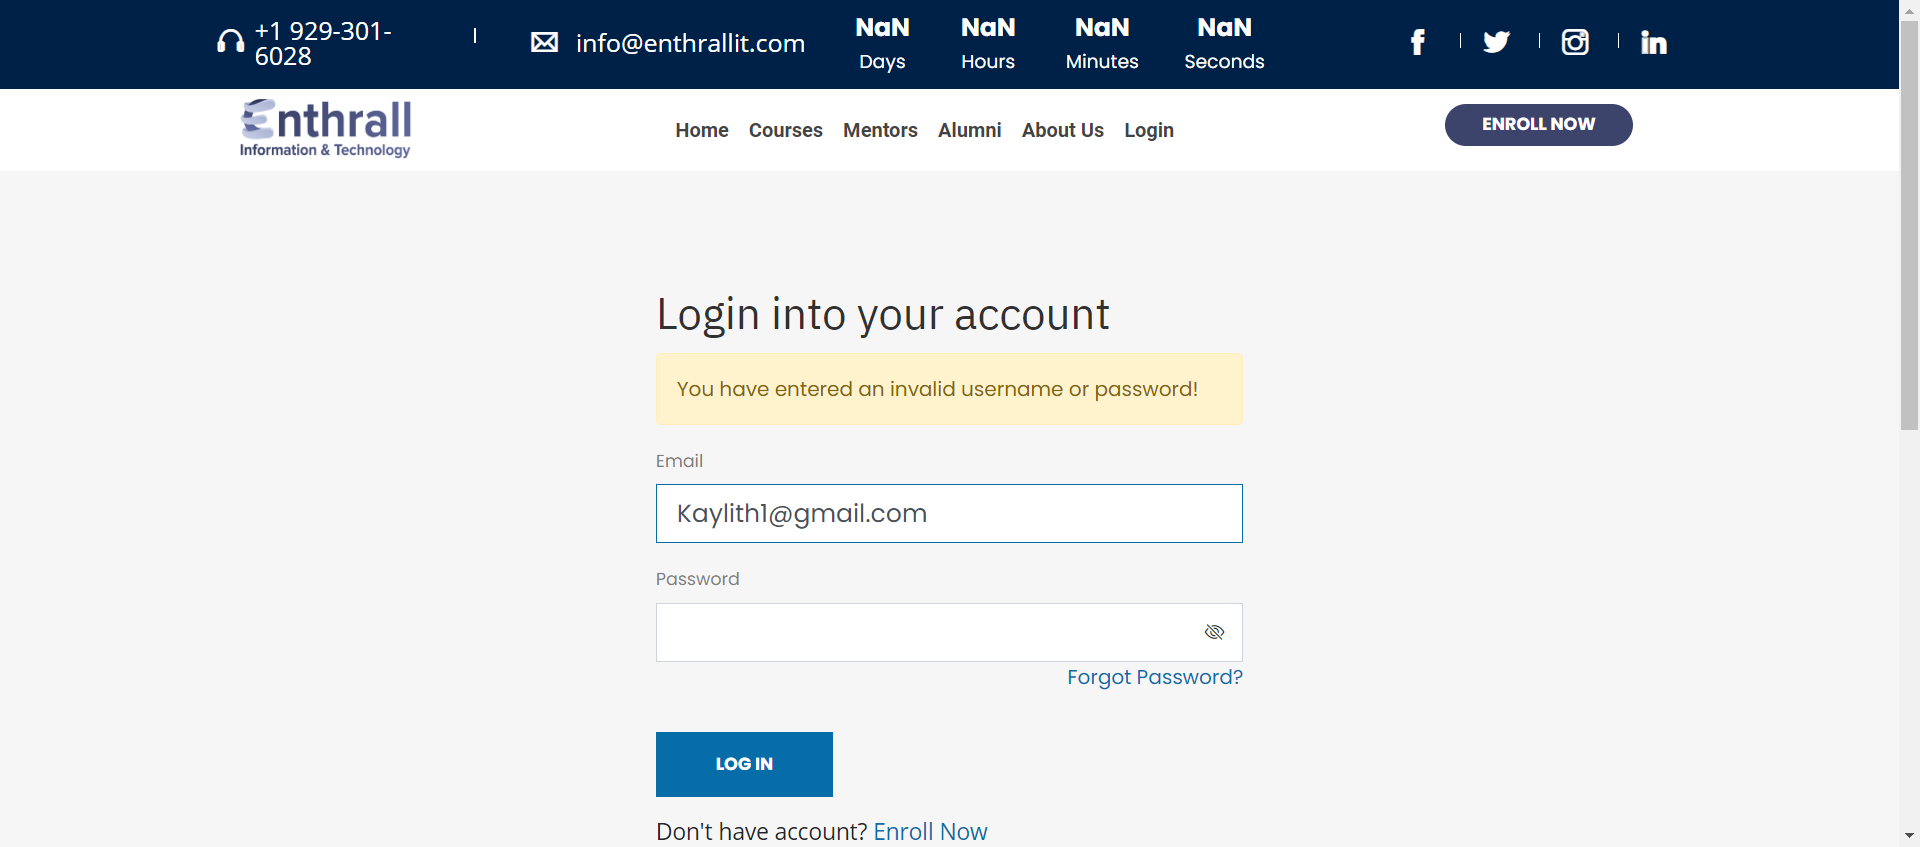 +1 929-301-
6028
info@enthrallit.com
NaN NaN NaN NaN
Days Hours Minutes Seconds
Enthrall
Information & Technology
Home Courses Mentors Alumni About Us Login
ENROLL NOW
Login into your account
You have entered an invalid username or password!
Email
Kaylith1@gmail.com
Password
Forgot Password?
LOG IN
Don't have account? Enroll Now